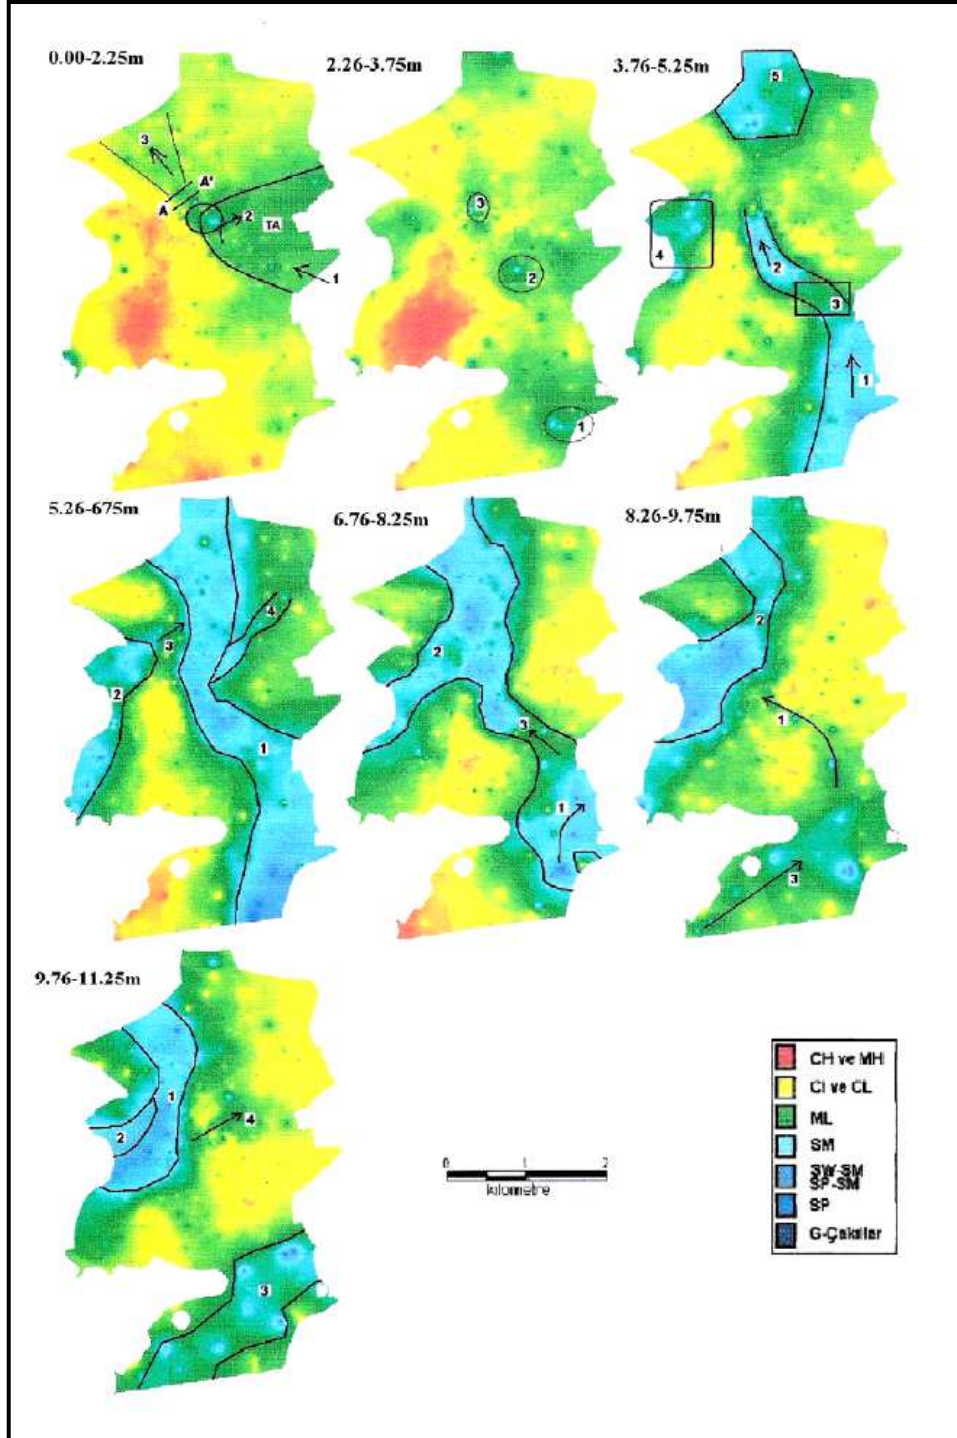 0.00-2.25m
2.26-3.75m
3.76-5.25m
3
A'
A
2
TA
1
3
2
1
5
4
2
3
1
5.26-675m
6.76-8.25m
8.26-9.75m
4
3
2
1
2
3
1
2
1
3
9.76-11.25m
1
2
4
3
0 1 2
kilometre
CH ve MH
CI ve CL
ML
SM
SW-SM
SP-SM
SP
G-Çakıllar